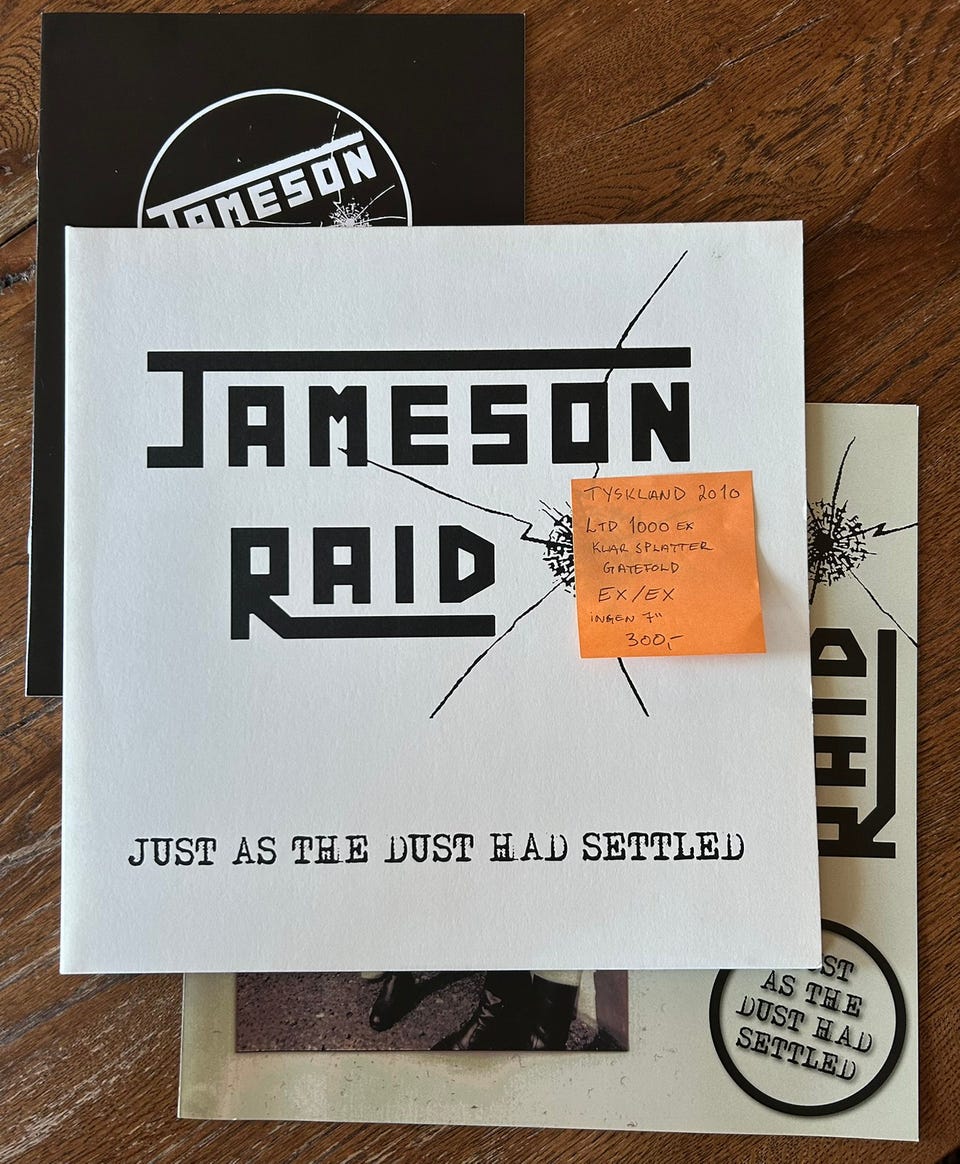 JAMESON
JAMESON
RAID
TYSKLAND 2010
LTD 1000 EX
KLAR SPLATTER
GATEFOLD
EX/EX
INGEN 7"
300,-
JUST AS THE DUST HAD SETTLED
RAID
UST
AS THE
DUST HAD
SETTLED